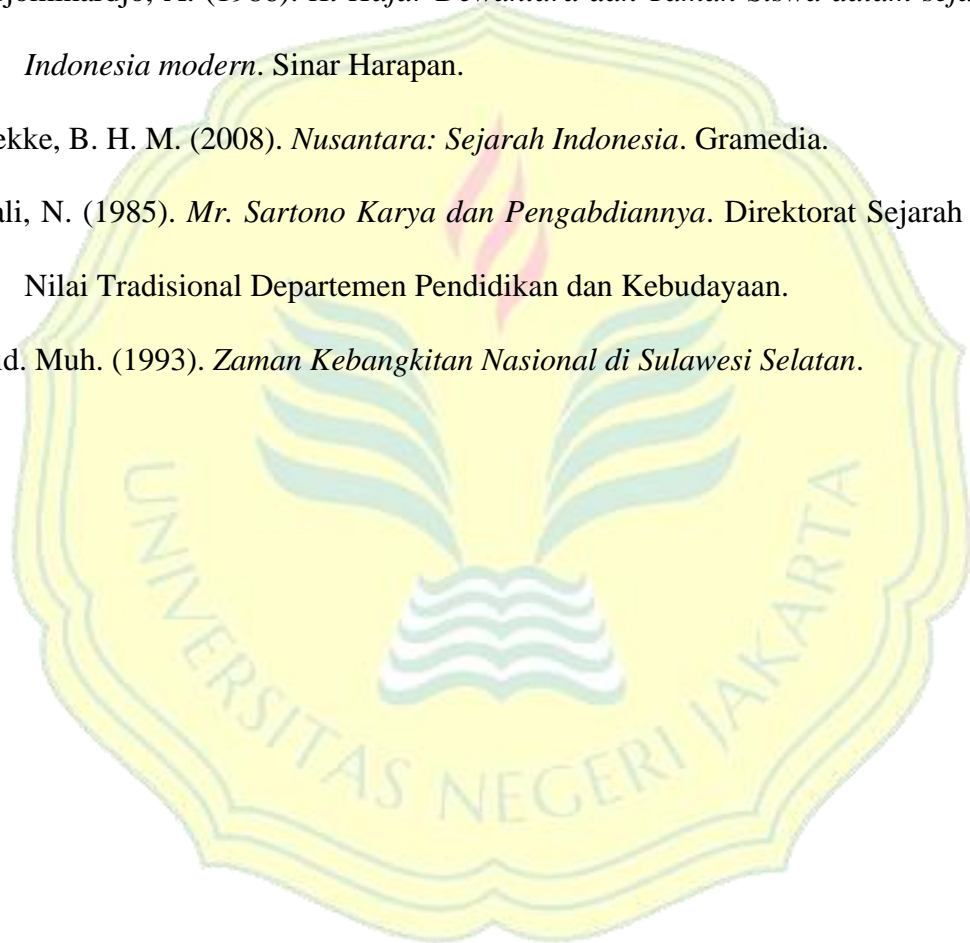 Indonesia modern. Sinar Harapan.
ekke, B. H. M. (2008). Nusantara: Sejarah Indonesia. Gramedia.
ali, N. (1985). Mr. Sartono Karya dan Pengabdiannya. Direktorat Sejarah
Nilai Tradisional Departemen Pendidikan dan Kebudayaan.
id. Muh. (1993). Zaman Kebangkitan Nasional di Sulawesi Selatan.
UNIVERSITAS NEGERI JAKARTA